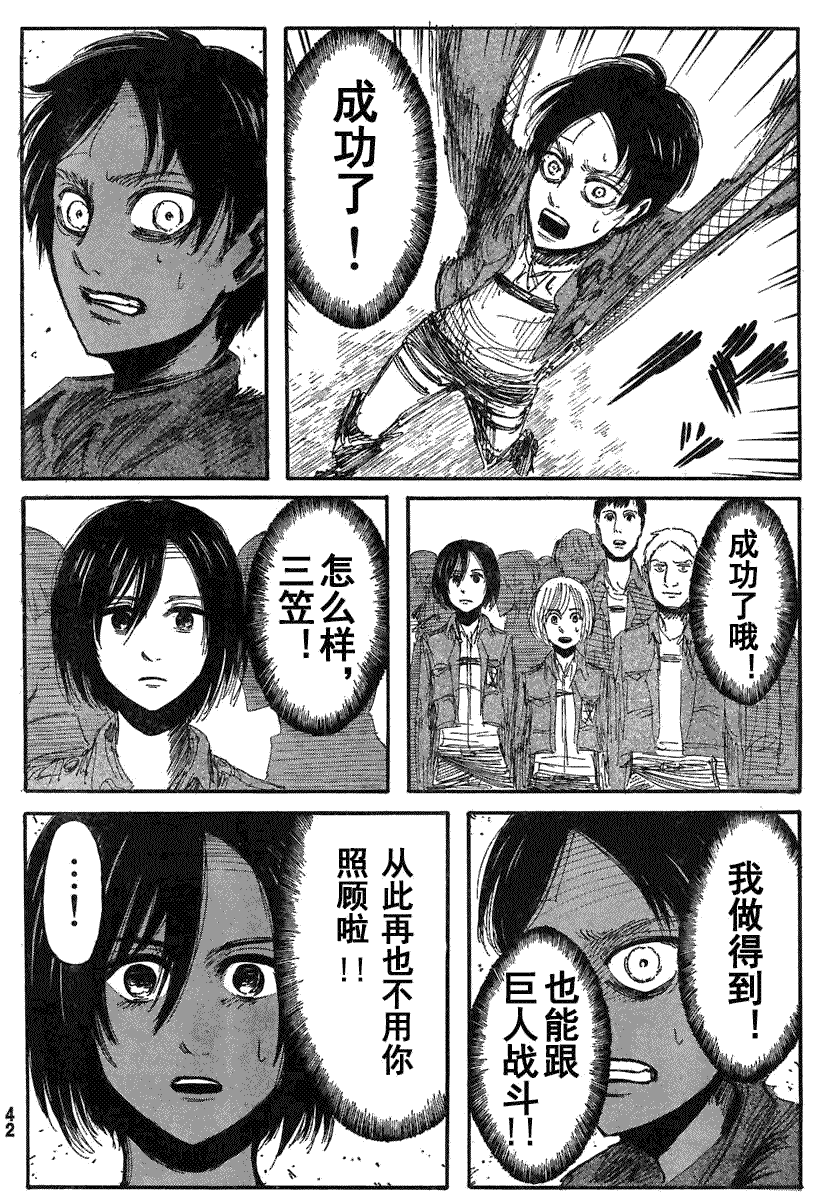 成功了！
成功了哦！
怎么样，
三笠！
我做得到！
也能跟
巨人战斗！！
从此再也不用你
照顾啦！！
…！
42